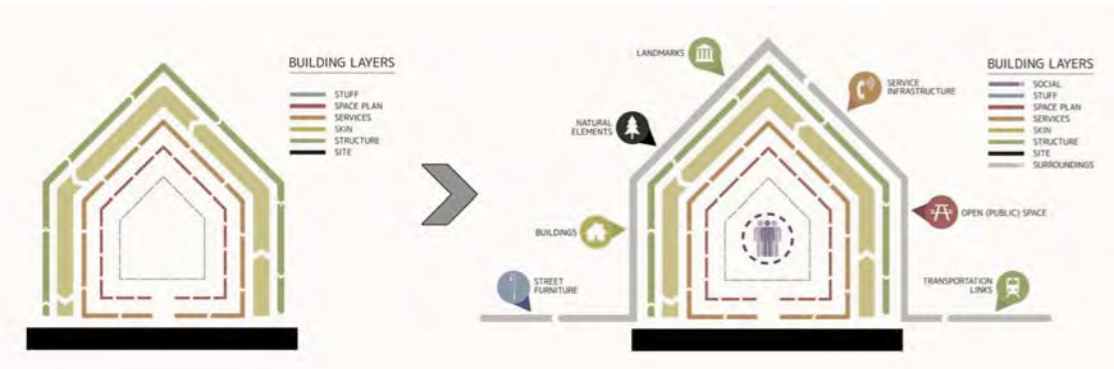 BUILDING LAYERS
STUFF
SPACE PLAN
SERVICES
SKIN
STRUCTURE
SITE
LANDMARKS
SERVICE
INFRASTRUCTURE
NATURAL
ELEMENTS
BUILDINGS
STREET
FURNITURE
OPEN (PUBLIC) SPACE
TRANSPORTATION
LINKS
BUILDING LAYERS
SOCIAL
STUFF
SPACE PLAN
SERVICES
SKIN
STRUCTURE
SITE
SURROUNDINGS